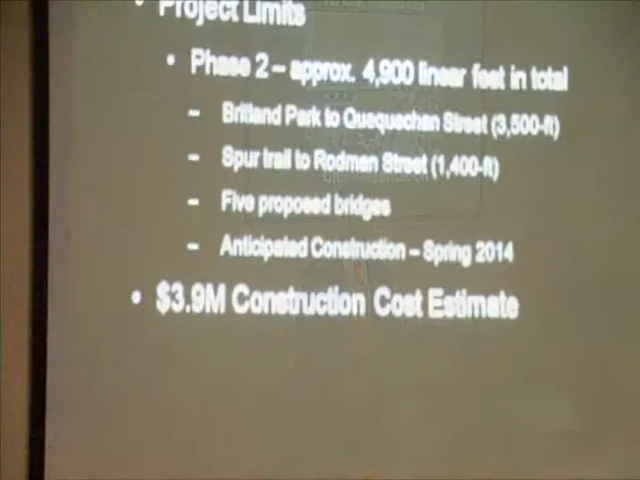 • Project Limits
• Phase 2 – approx. 4,900 linear feet in total
– Britland Park to Quequechan Street (3,500-ft)
– Spur trail to Rodman Street (1,400-ft)
– Five proposed bridges
– Anticipated Construction – Spring 2014
• $3.9M Construction Cost Estimate